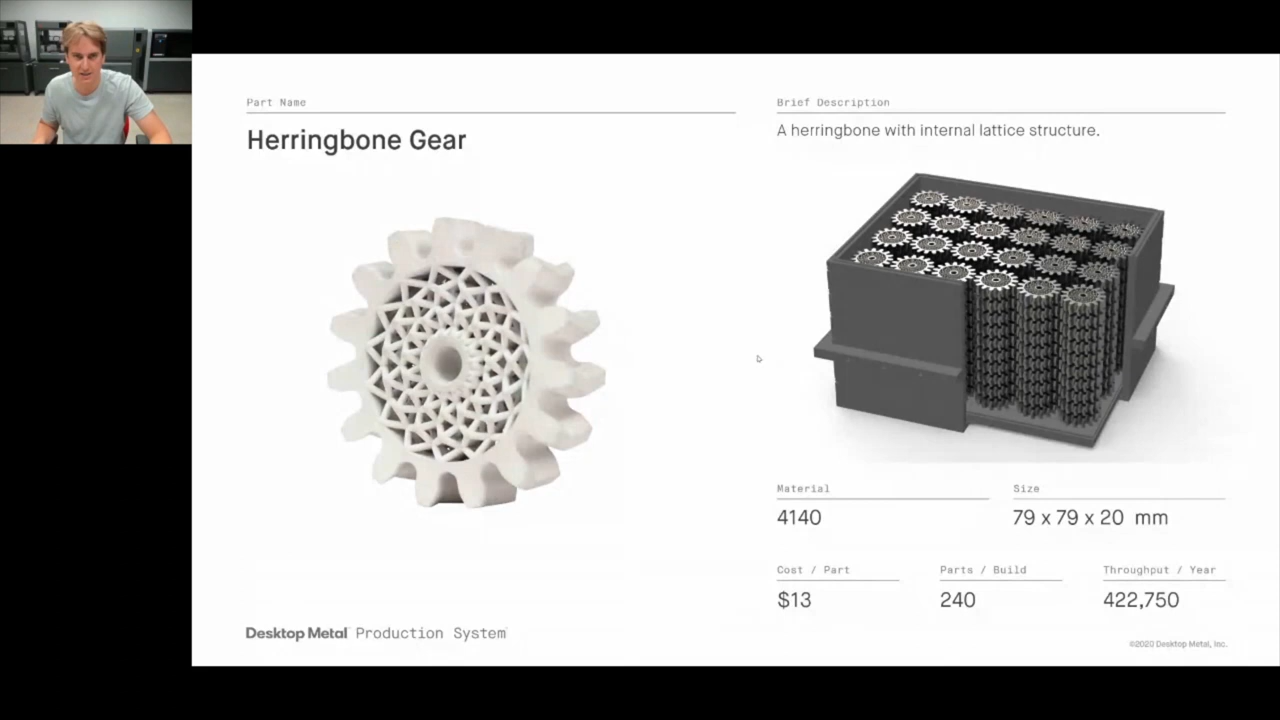 Part Name
Herringbone Gear
Brief Description
A herringbone with internal lattice structure.
Material
4140
Size
79 x 79 x 20 mm
Cost / Part
$13
Parts / Build
240
Throughput / Year
422,750
Desktop Metal Production System
©2020 Desktop Metal, Inc.